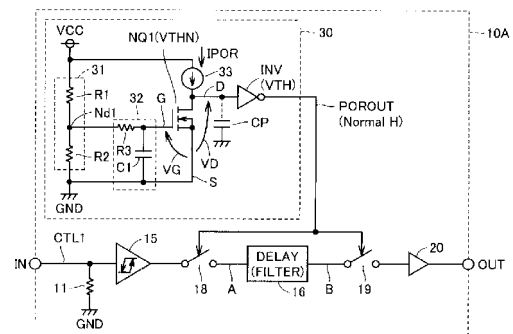 VCC
NQ1(VTHN)
IPOR
30
10A
31
33
INV
(VTH)
R1
32
G
D
Nd1
POROUT
(Normal H)
R3
CP
R2
C1
VG
VD
S
GND
CTL1
15
20
IN
DELAY
(FILTER)
OUT
11
18
A
16
B
19
GND